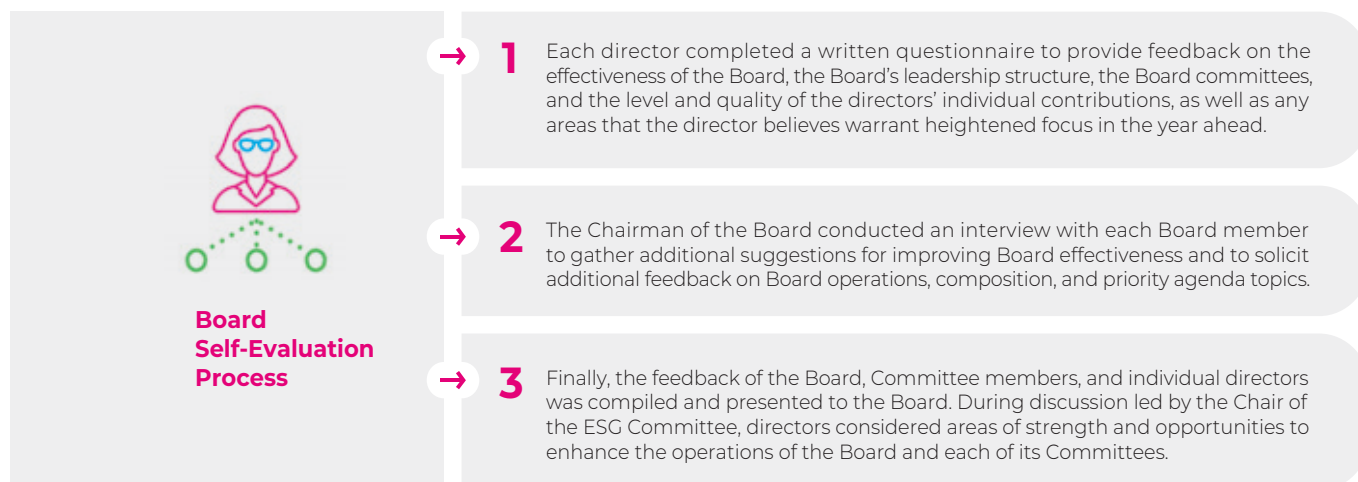 Board
Self-Evaluation
Process
1
Each director completed a written questionnaire to provide feedback on the
effectiveness of the Board, the Board's leadership structure, the Board committees,
and the level and quality of the directors' individual contributions, as well as any
areas that the director believes warrant heightened focus in the year ahead.
2
The Chairman of the Board conducted an interview with each Board member
to gather additional suggestions for improving Board effectiveness and to solicit
additional feedback on Board operations, composition, and priority agenda topics.
3
Finally, the feedback of the Board, Committee members, and individual directors
was compiled and presented to the Board. During discussion led by the Chair of
the ESG Committee, directors considered areas of strength and opportunities to
enhance the operations of the Board and each of its Committees.